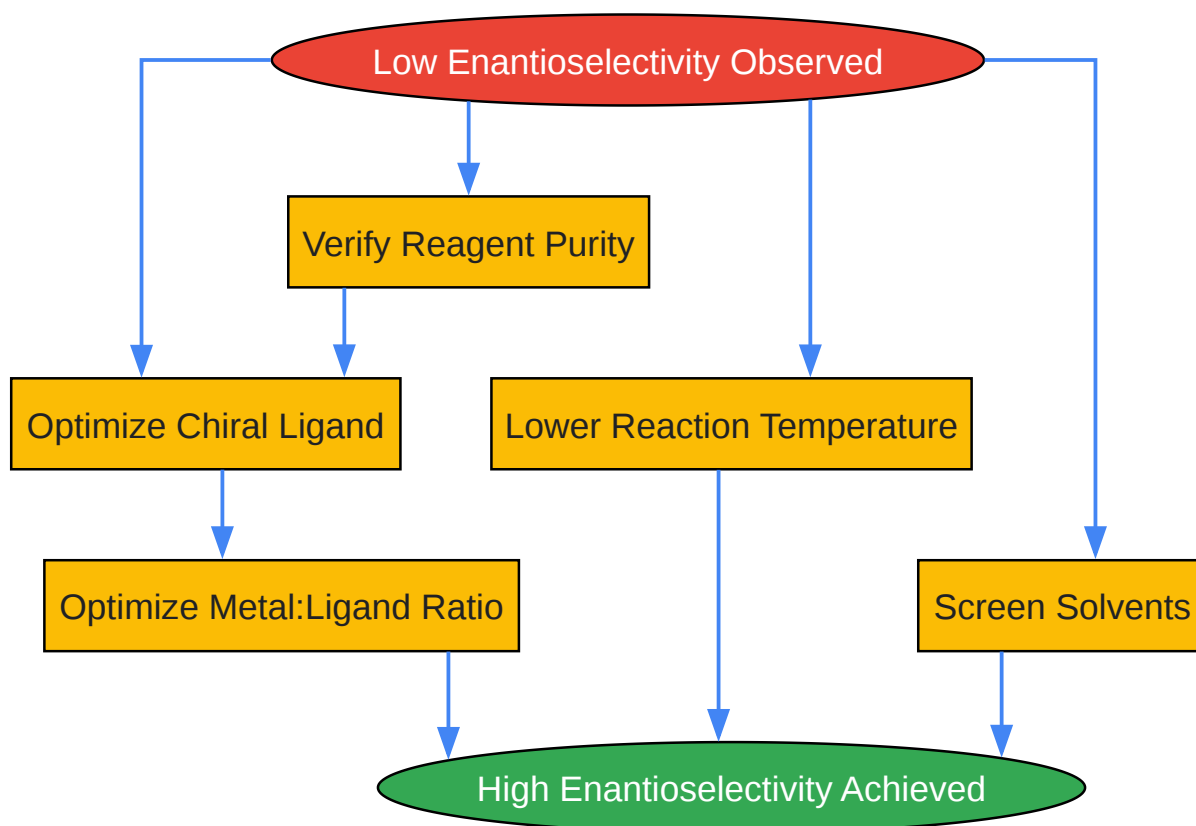 Low Enantioselectivity Observed
Verify Reagent Purity
Optimize Chiral Ligand
Lower Reaction Temperature
Optimize Metal:Ligand Ratio
Screen Solvents
High Enantioselectivity Achieved